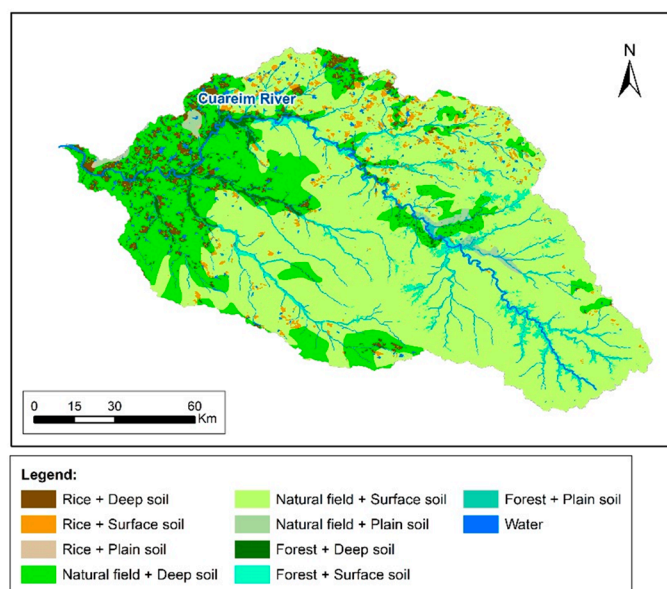 N
Cuareim River
0 15 30 60
Km
Legend:
Rice + Deep soil
Rice + Surface soil
Rice + Plain soil
Natural field + Deep soil
Natural field + Surface soil
Natural field + Plain soil
Forest + Deep soil
Forest + Surface soil
Forest + Plain soil
Water